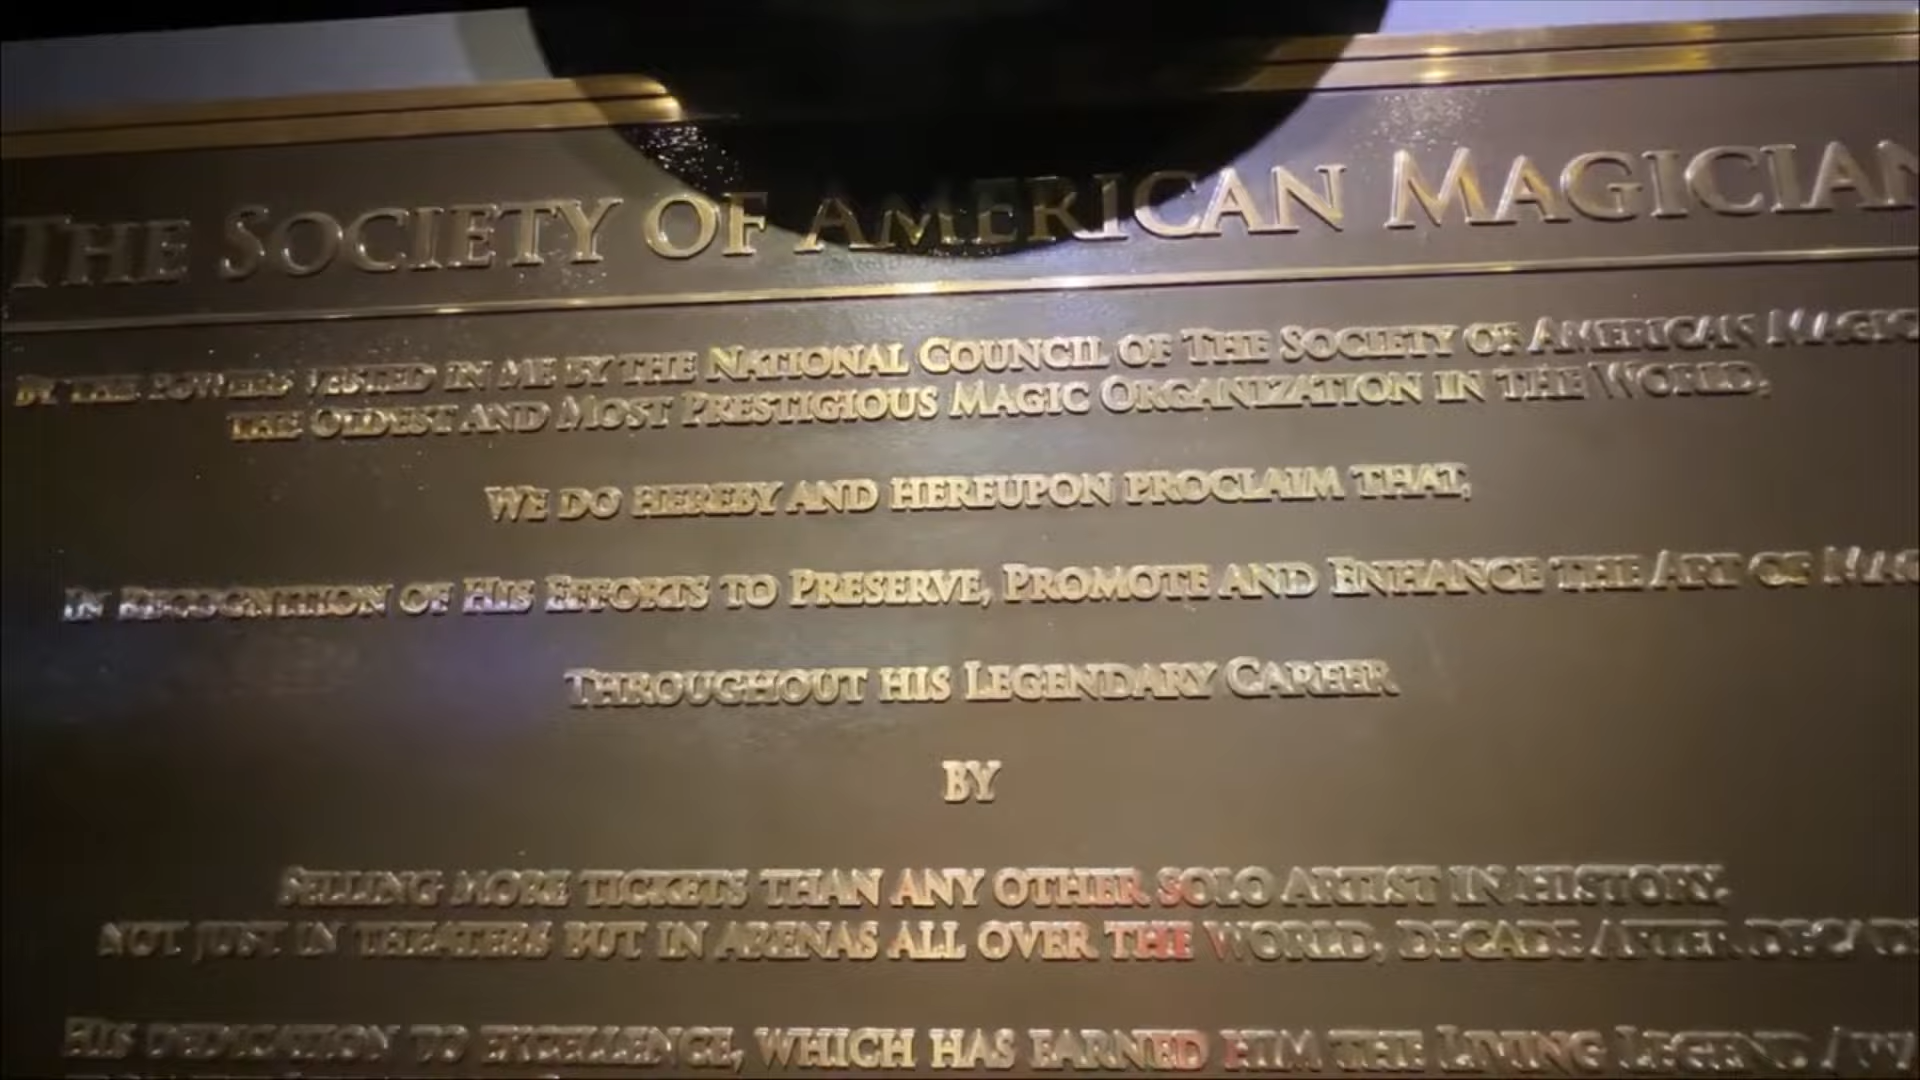 THE SOCIETY OF AMERICAN MAGICIAN
BY THE POWERS VESTED IN ME BY THE NATIONAL COUNCIL OF THE SOCIETY OF AMERICAN MAGIC
THE OLDEST AND MOST PRESTIGIOUS MAGIC ORGANIZATION IN THE WORLD,
WE DO HEREBY AND HEREUPON PROCLAIM THAT,
IN RECOGNITION OF HIS EFFORTS TO PRESERVE, PROMOTE AND ENHANCE THE ART OF MAG
THROUGHOUT HIS LEGENDARY CAREER
BY
SELLING MORE TICKETS THAN ANY OTHER SOLO ARTIST IN HISTORY,
NOT JUST IN THEATERS BUT IN ARENAS ALL OVER THE WORLD, DECADE AFTER DECADE
HIS DEDICATION TO EXCELLENCE, WHICH HAS EARNED HIM THE LIVING LEGEND